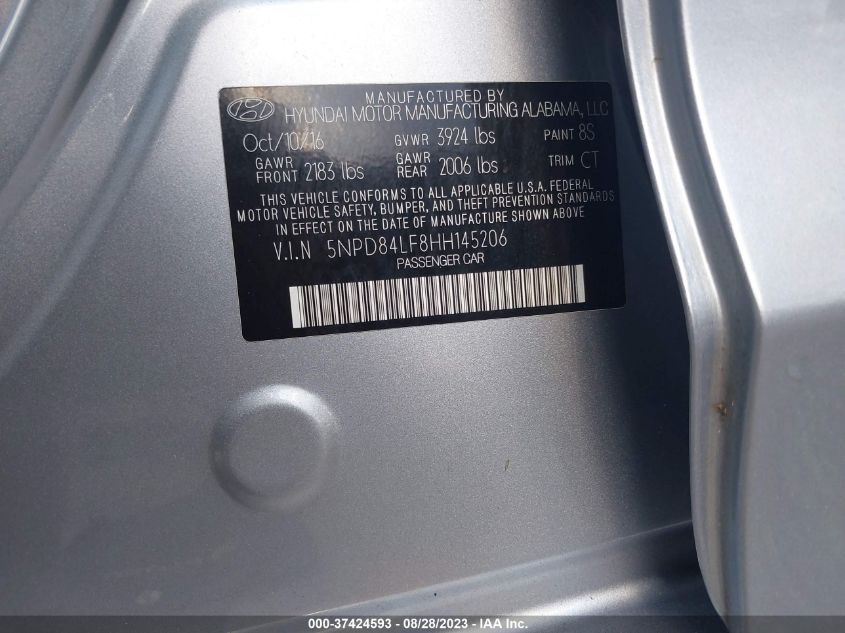 MANUFACTURED BY
HYUNDAI MOTOR MANUFACTURING ALABAMA, LLC
Oct/10/16 GVWR 3924 lbs PAINT 8S
GAWR FRONT 2183 lbs GAWR REAR 2006 lbs TRIM CT
THIS VEHICLE CONFORMS TO ALL APPLICABLE U.S.A. FEDERAL
MOTOR VEHICLE SAFETY, BUMPER, AND THEFT PREVENTION STANDARDS
IN EFFECT ON THE DATE OF MANUFACTURE SHOWN ABOVE.
V.I.N 5NPD84LF8HH145206
PASSENGER CAR
000-37424593 - 08/28/2023 - IAA Inc.